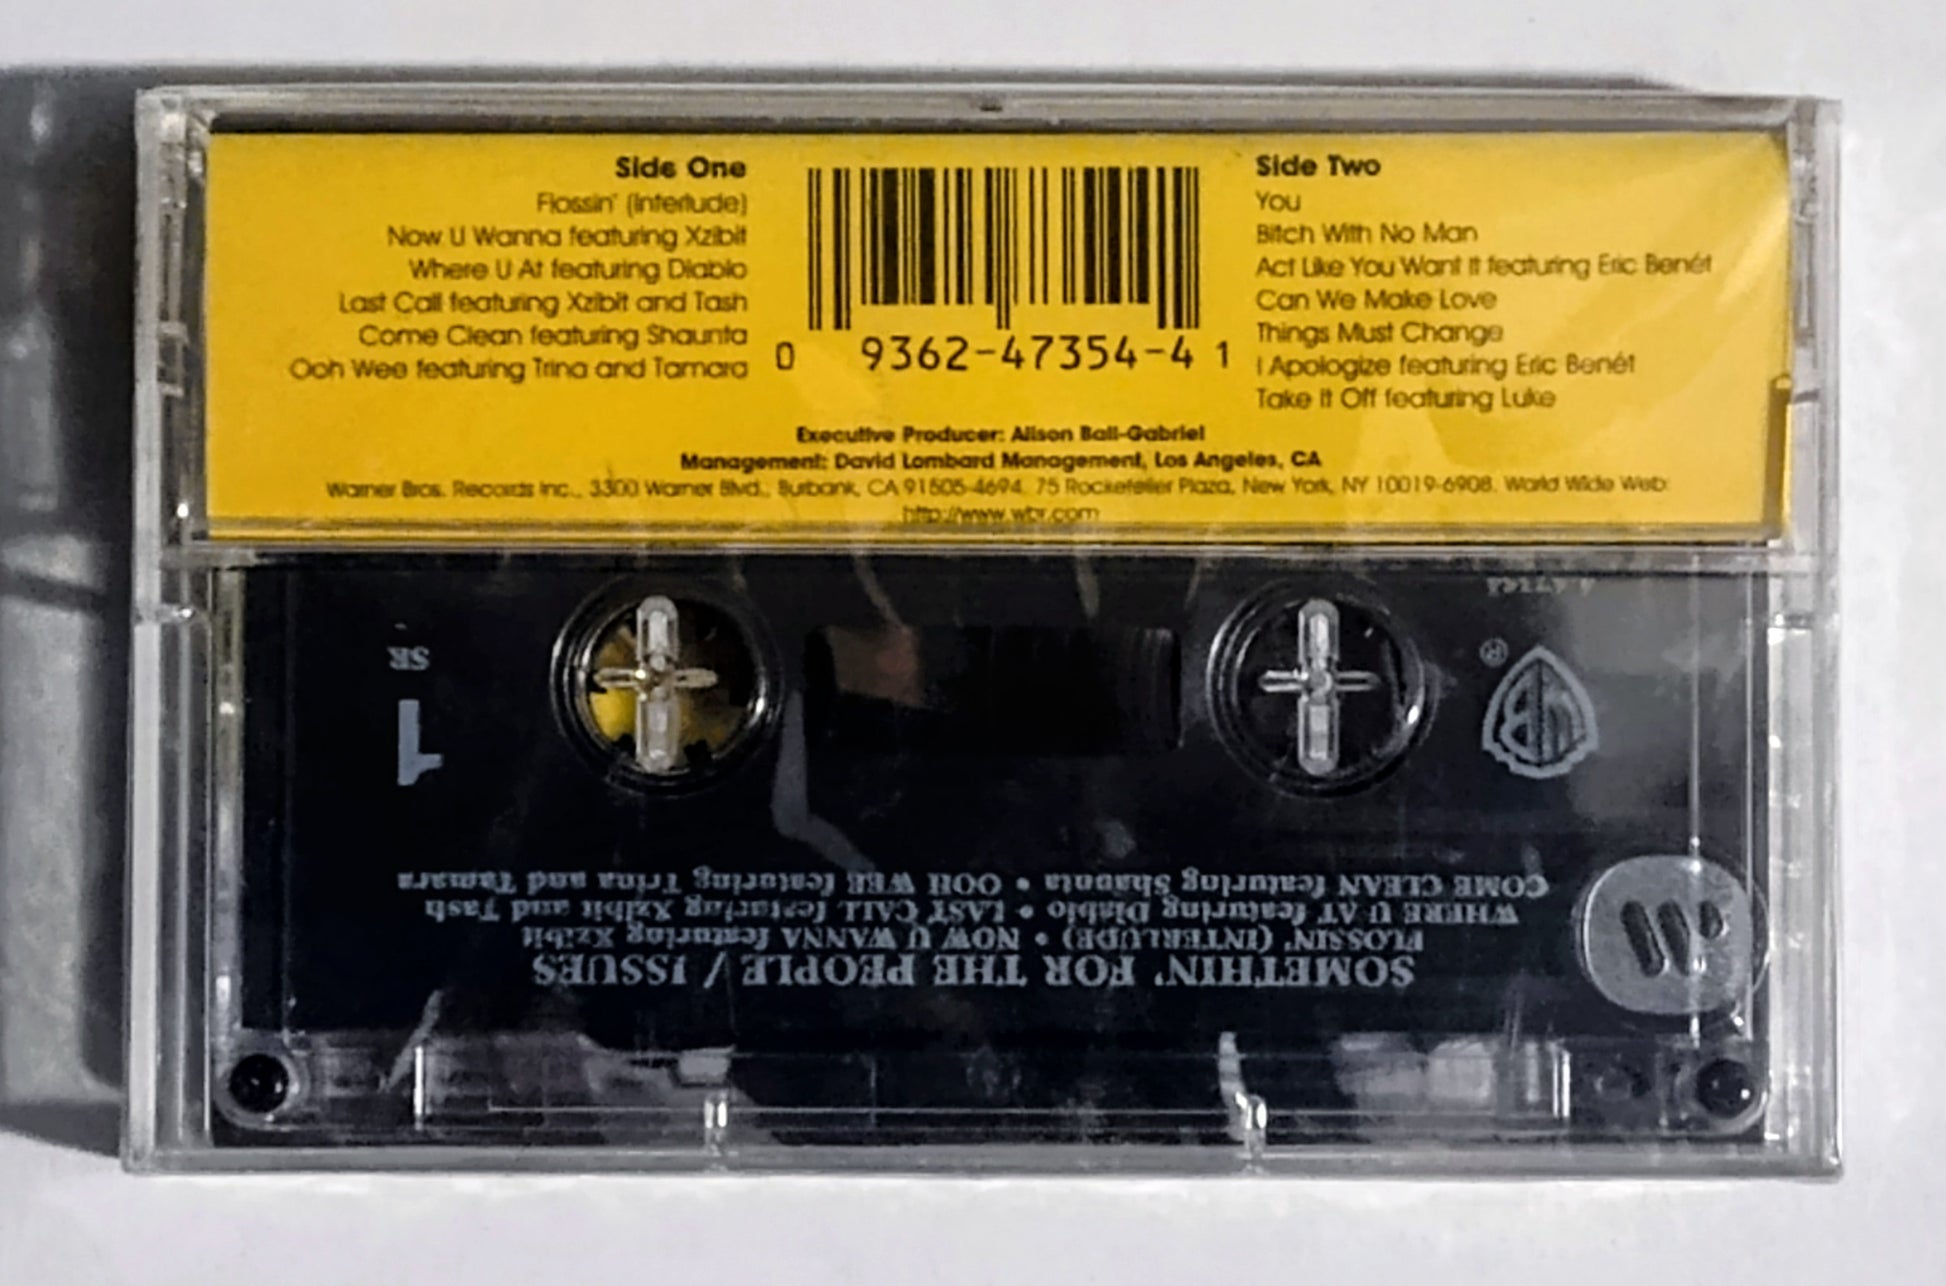 Side One
Flossin' (Interlude)
Now U Wanna featuring Xzibit
Where U At featuring Diablo
Last Call featuring Xzibit and Tash
Come Clean featuring Shaunta
Ooh Wee featuring Trina and Tamara
0 9362-47354-4 1
Side Two
You
Bitch With No Man
Act Like You Want It featuring Eric Benét
Can We Make Love
Things Must Change
I Apologize featuring Eric Benét
Take It Off featuring Luke
Executive Producer: Alison Ball-Gabriel
Management: David Lombard Management, Los Angeles, CA
Warner Bros. Records Inc., 3300 Warner Blvd., Burbank, CA 91505-4694. 75 Rockefeller Plaza, New York, NY 10019-6908. World Wide Web:
http://www.wbr.com
SOMETHIN' FOR THE PEOPLE / ISSUES
FLOSSIN' (INTERLUDE) • NOW U WANNA featuring Xzibit
WHERE U AT featuring Diablo • LAST CALL featuring Xzibit and Tash
COME CLEAN featuring Shaunta • OOH WEE featuring Trina and Tamara
1
SR
WB
®